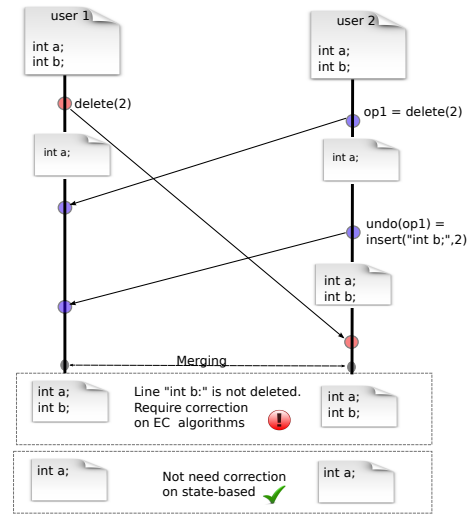 user 1
int a;
int b;
user 2
int a;
int b;
delete(2)
op1 = delete(2)
int a;
int a;
undo(op1) =
insert("int b;",2)
int a;
int b;
Merging
int a;
int b;
Line "int b:" is not deleted.
Require correction
on EC algorithms
int a;
int b;
int a;
Not need correction
on state-based
int a;